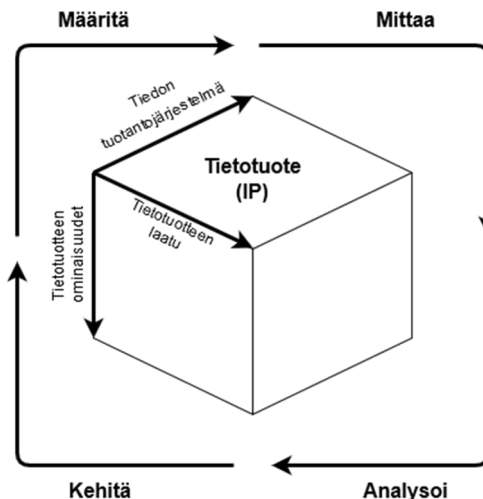 Määritä
Mittaa
Tiedon
tuotantojärjestelmä
Tietotuote
(IP)
Tietotuotteen
laatu
Tietotuotteen
ominaisuudet
Kehitä
Analysoi